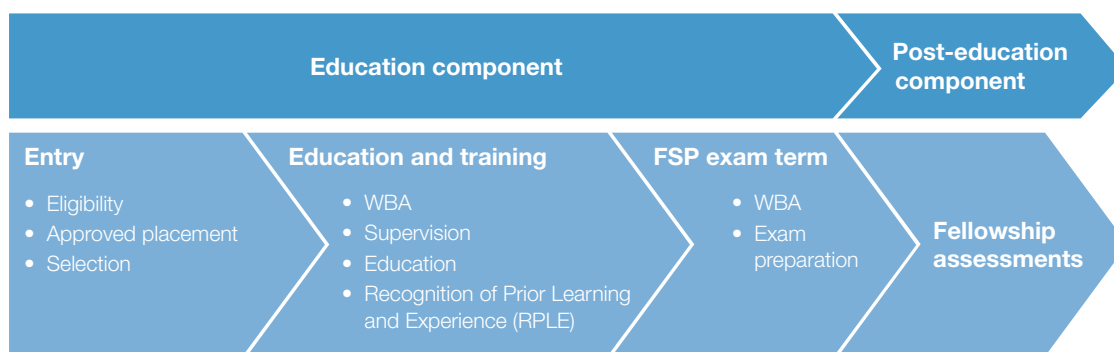 Education component
Post-education
component
Entry
• Eligibility
• Approved placement
• Selection
Education and training
• WBA
• Supervision
• Education
• Recognition of Prior Learning
and Experience (RPLE)
FSP exam term
• WBA
• Exam
preparation
Fellowship
assessments